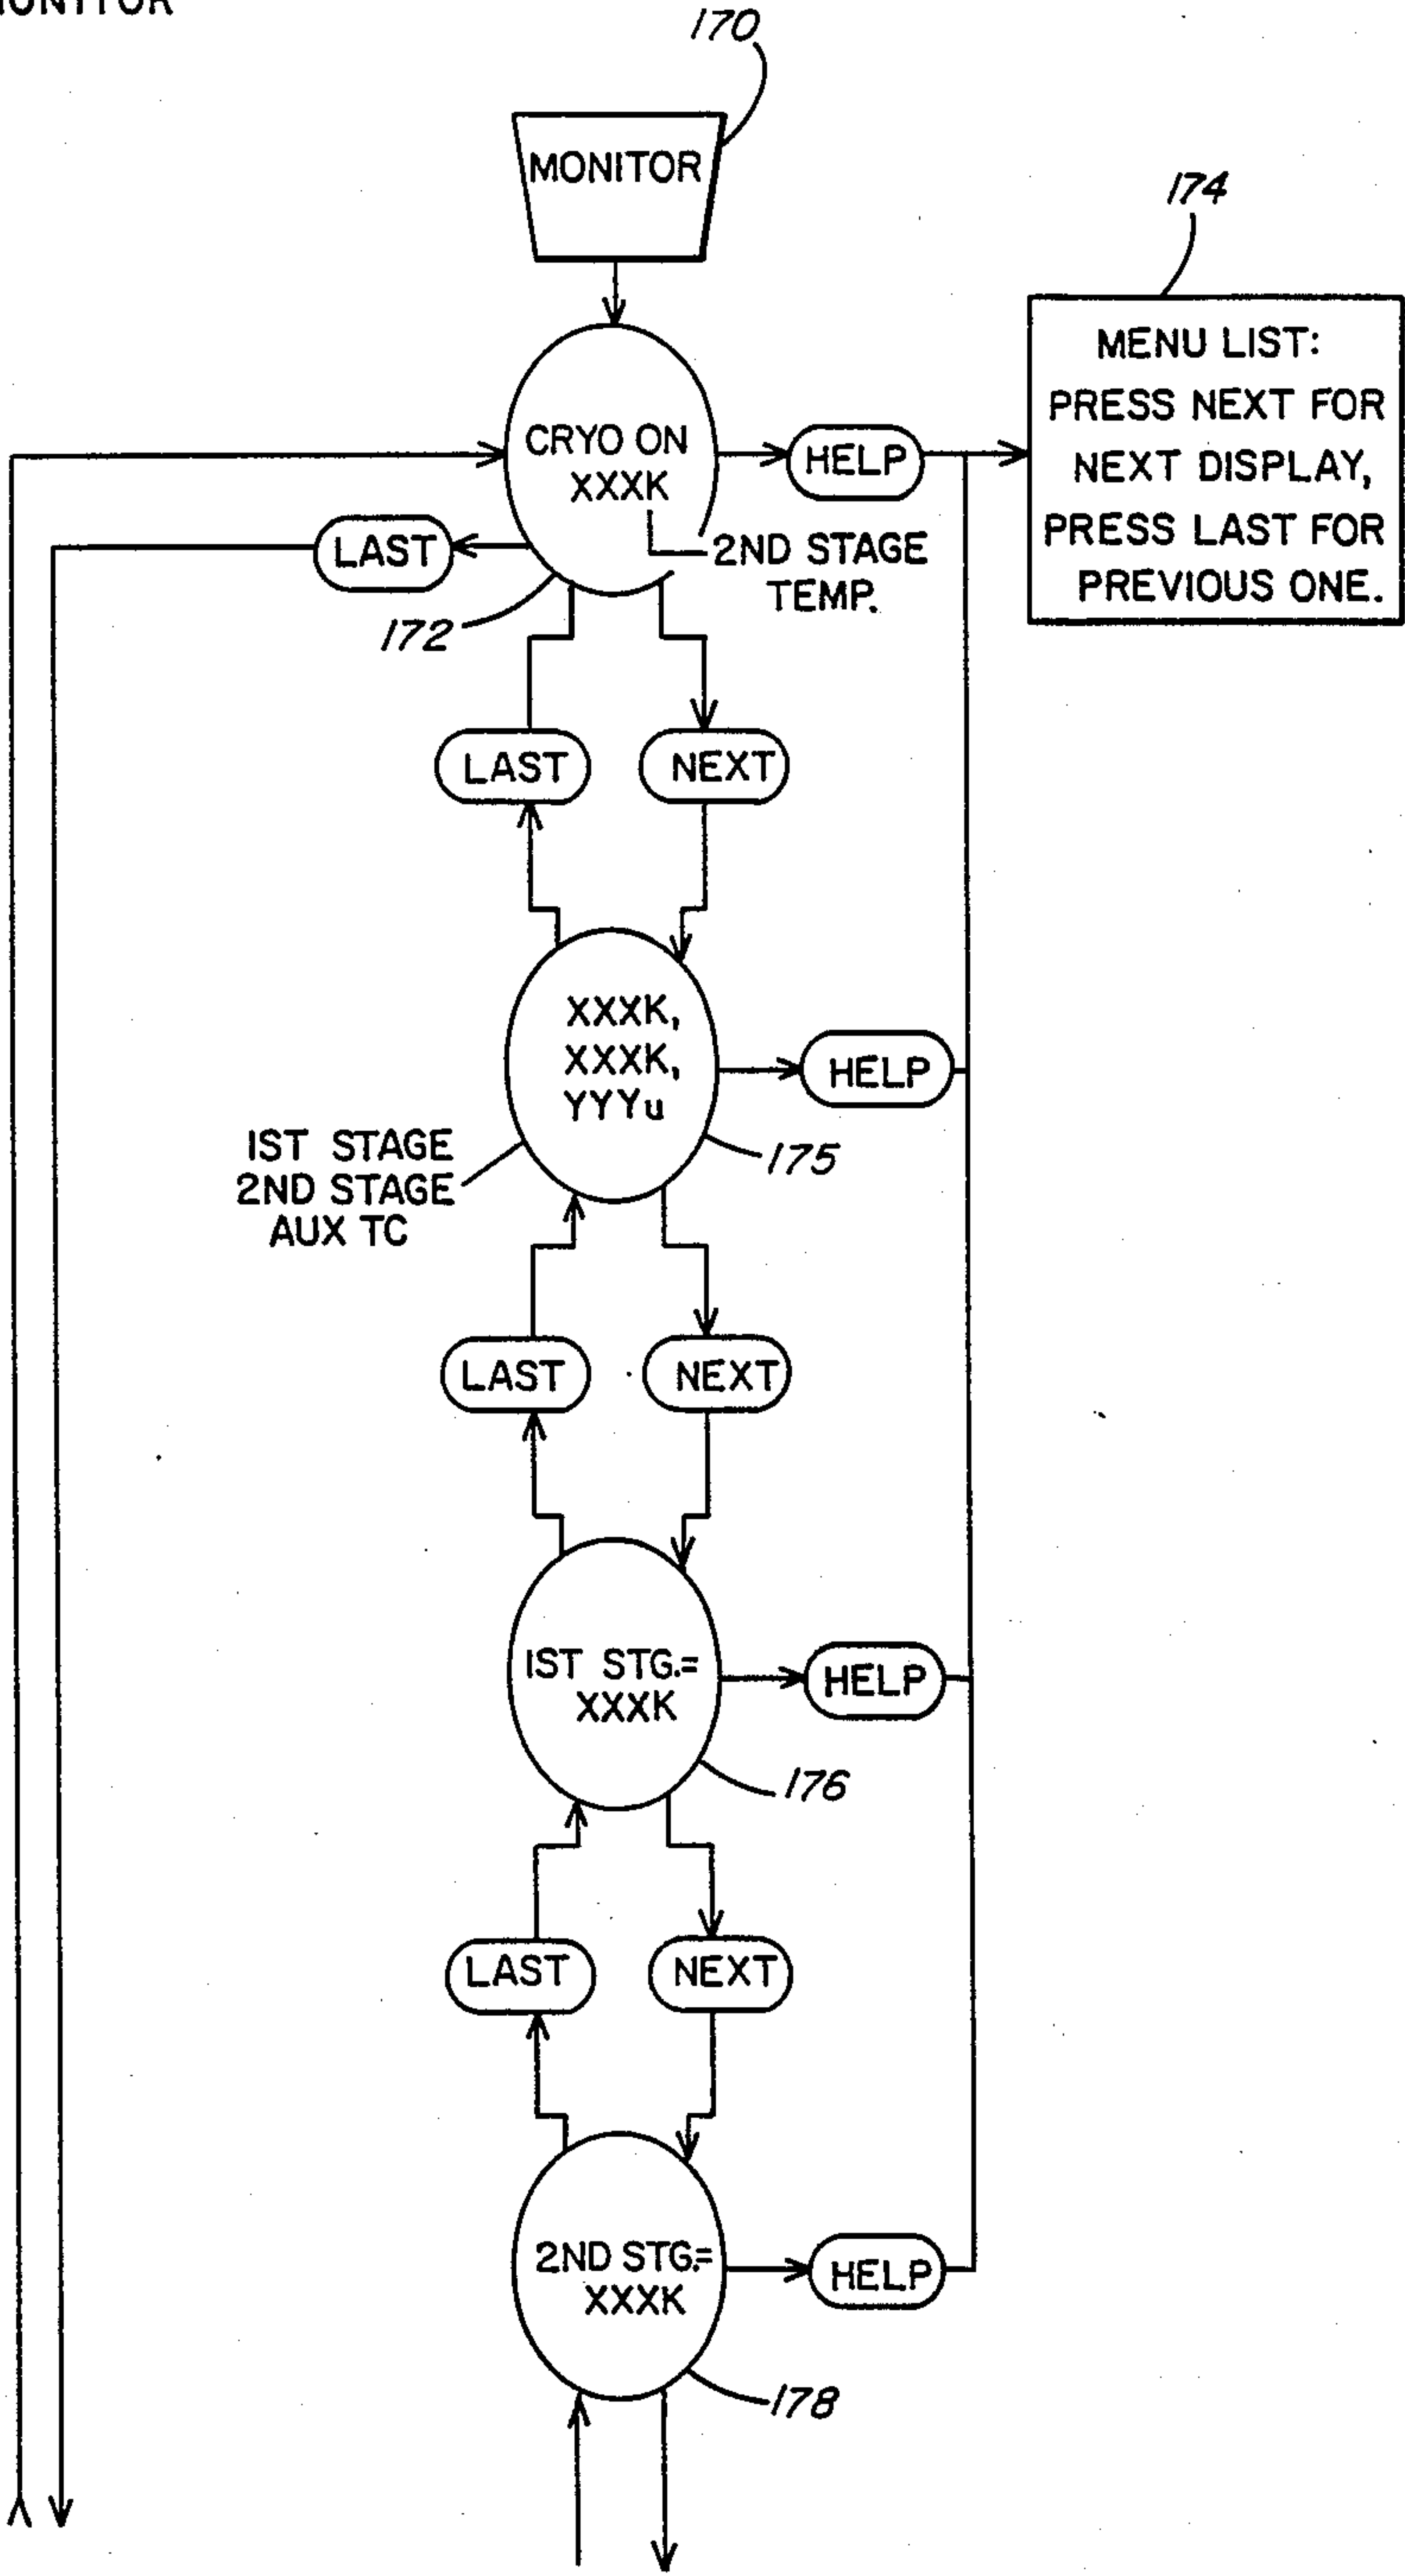 MONITOR
170
MONITOR
174
MENU LIST:
PRESS NEXT FOR
NEXT DISPLAY,
PRESS LAST FOR
PREVIOUS ONE.
CRYO ON
XXXK
HELP
LAST
2ND STAGE
TEMP.
172
LAST
NEXT
XXXK,
XXXK,
YYYu
HELP
1ST STAGE
2ND STAGE
AUX TC
175
LAST
NEXT
1ST STG.=
XXXK
HELP
176
LAST
NEXT
2ND STG.=
XXXK
HELP
178